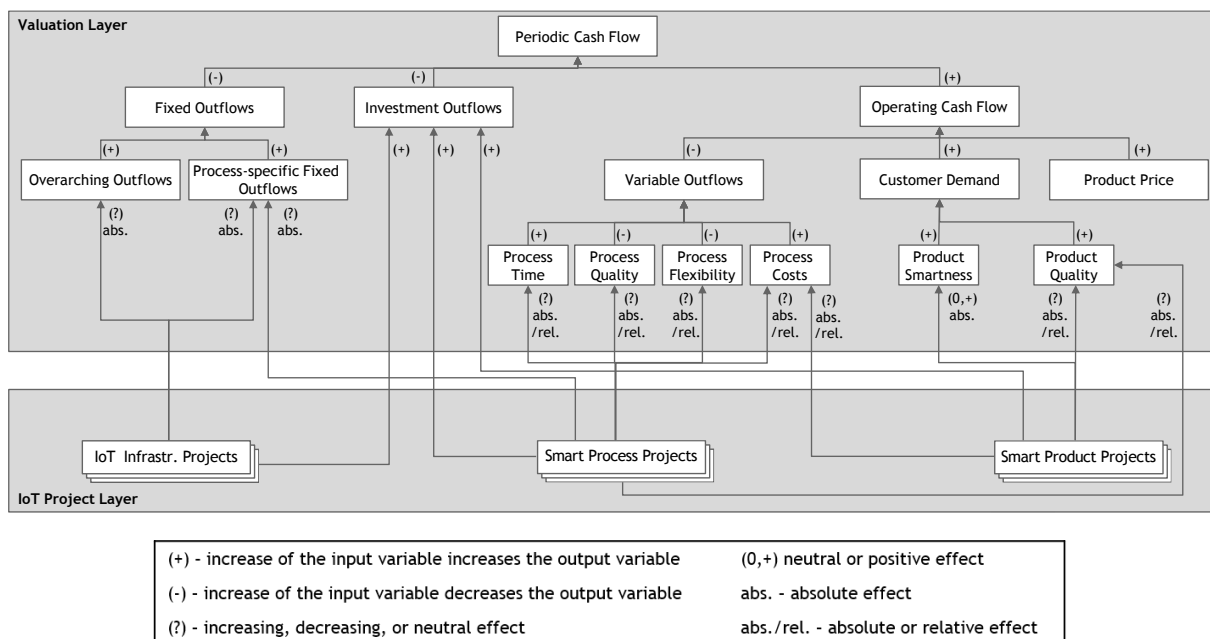 Valuation Layer
Periodic Cash Flow
(-)
(-)
(+)
Fixed Outflows
Investment Outflows
Operating Cash Flow
(+)
(+)
(+)
(+)
(+)
(-)
(+)
(+)
Overarching Outflows
Process-specific Fixed
Outflows
Variable Outflows
Customer Demand
Product Price
(?)
abs.
(?)
abs.
(?)
abs.
(+)
(-)
(-)
(+)
(+)
(+)
Process
Time
Process
Quality
Process
Flexibility
Process
Costs
Product
Smartness
Product
Quality
(?)
abs.
/rel.
(?)
abs.
/rel.
(?)
abs.
/rel.
(?)
abs.
/rel.
(?)
abs.
/rel.
(0,+)
abs.
(?)
abs.
/rel.
(?)
abs.
/rel.
IoT Infrastr. Projects
Smart Process Projects
Smart Product Projects
IoT Project Layer
(+) - increase of the input variable increases the output variable
(0,+) neutral or positive effect
(-) - increase of the input variable decreases the output variable
abs. - absolute effect
(?) - increasing, decreasing, or neutral effect
abs./rel. - absolute or relative effect